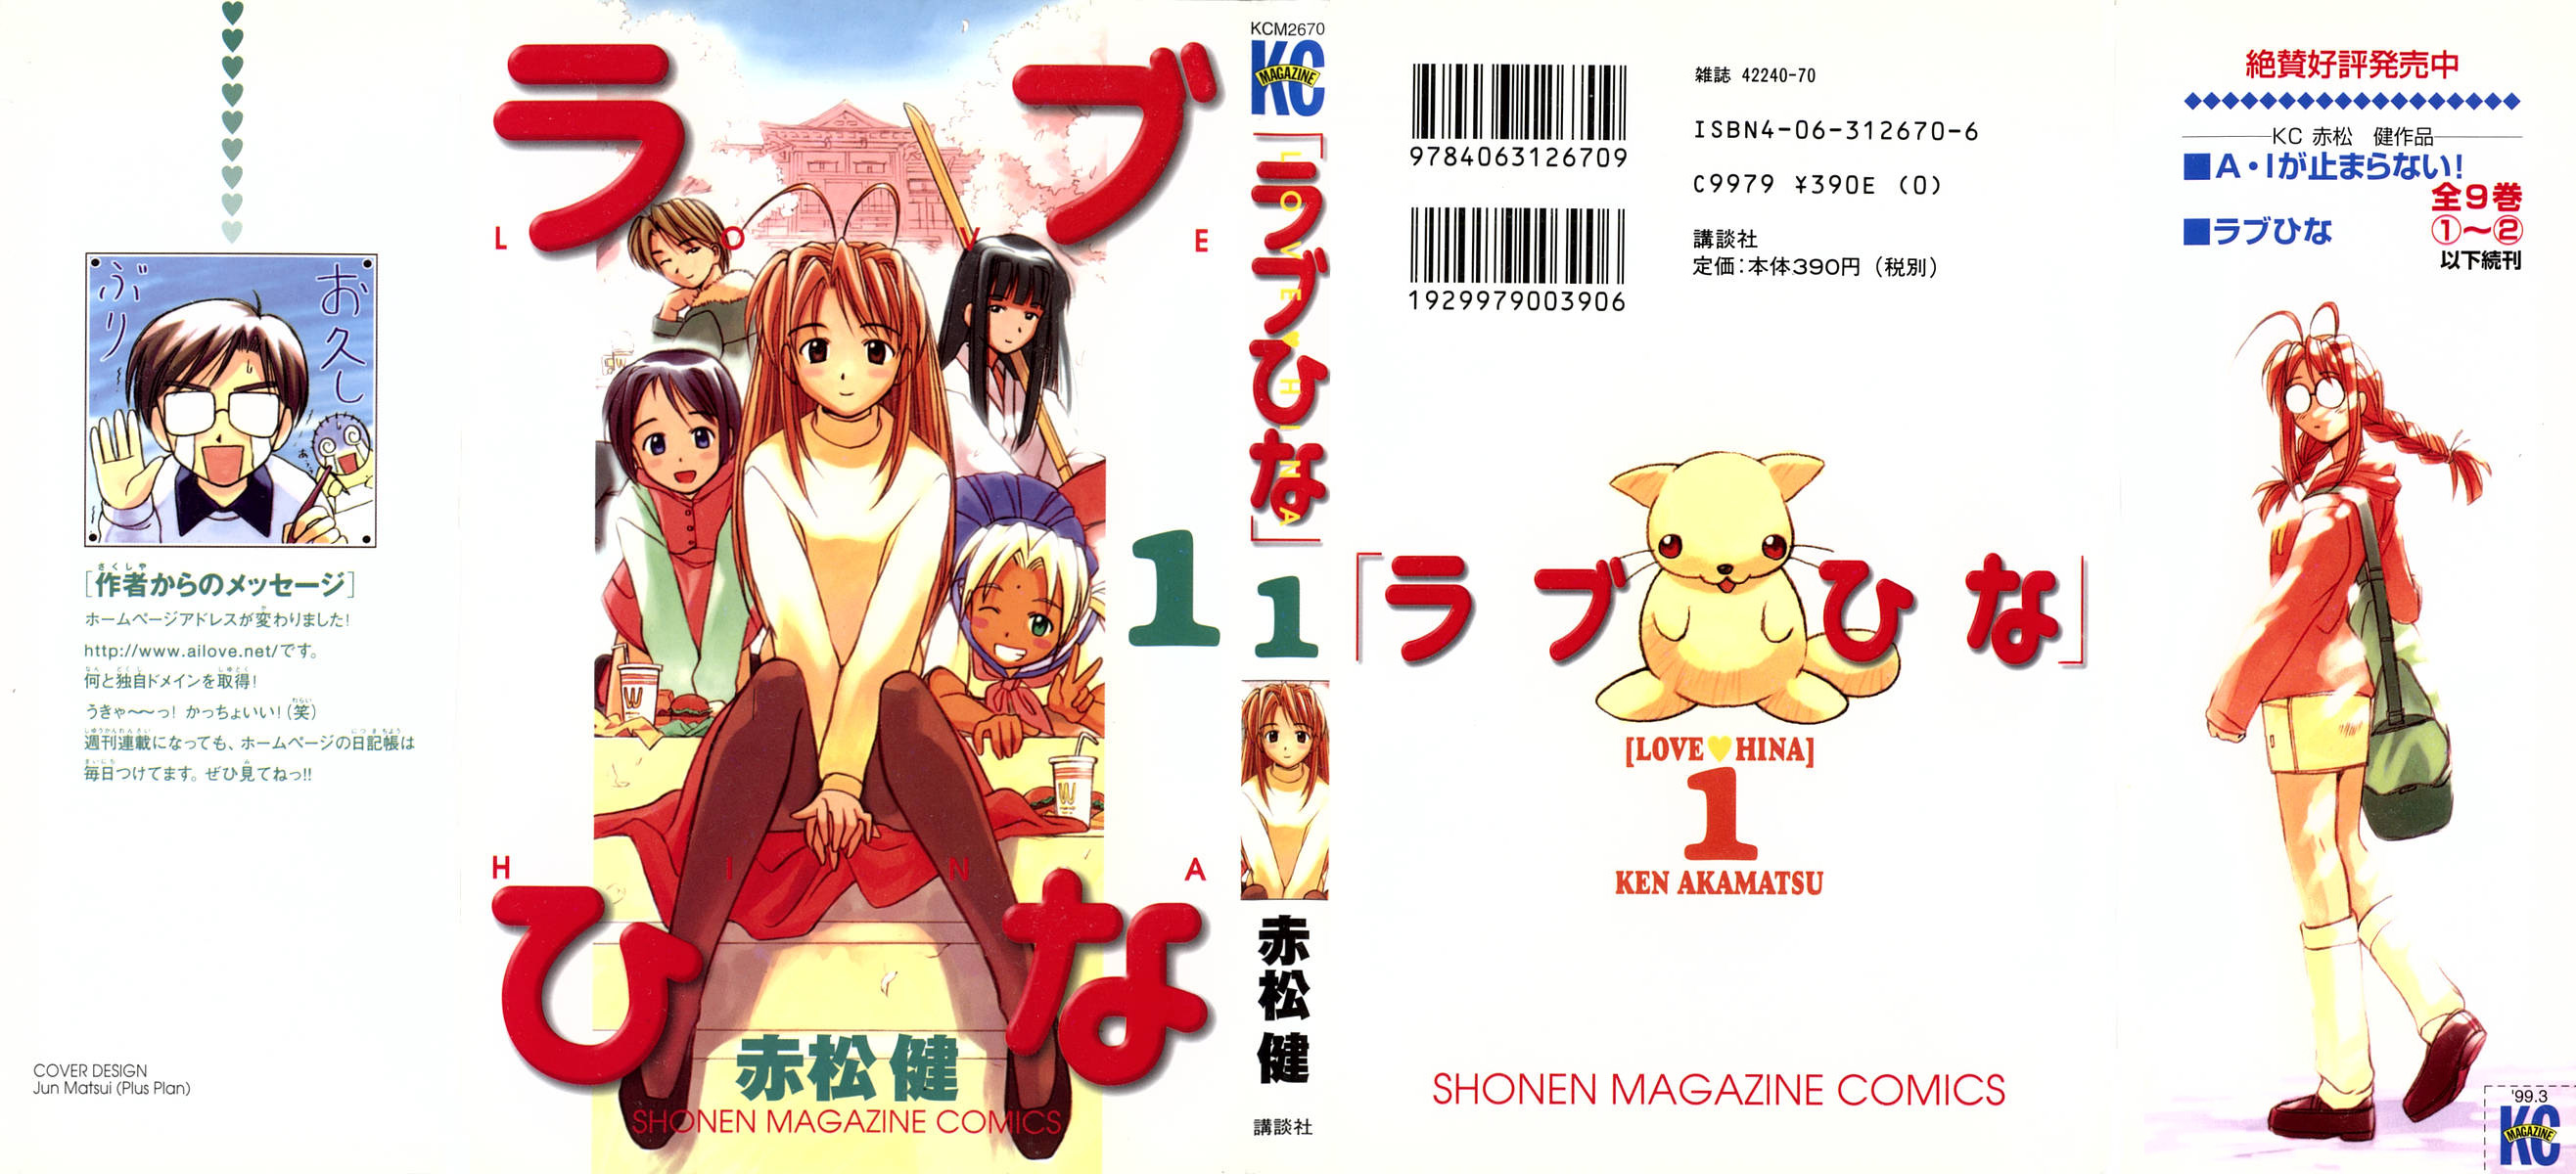 お久し
ぶり
あぅ
[作者からのメッセージ]
ホームページアドレスが変わりました!
http://www.ailove.net/です。
何と独自ドメインを取得!
うきゃ〜〜っ! かっちょいい!(笑)
週刊連載になっても、ホームページの日記帳は
毎日つけてます。ぜひ見てねっ!!
COVER DESIGN
Jun Matsui (Plus Plan)
ラブ
LOVE
1
HINA
ひな
赤松健
SHONEN MAGAZINE COMICS
KCM2670
KC
MAGAZINE
「ラブひな」
LOVE♥HINA
1
赤松健
講談社
9784063126709
1929979003906
雑誌 42240-70
ISBN4-06-312670-6
C9979 ¥390E (0)
講談社
定価:本体390円(税別)
「ラブひな」
[LOVE♥HINA]
1
KEN AKAMATSU
SHONEN MAGAZINE COMICS
絶賛好評発売中
KC 赤松 健作品
■A・Iが止まらない!
全9巻
■ラブひな
①〜②
以下続刊
'99.3
KC
MAGAZINE